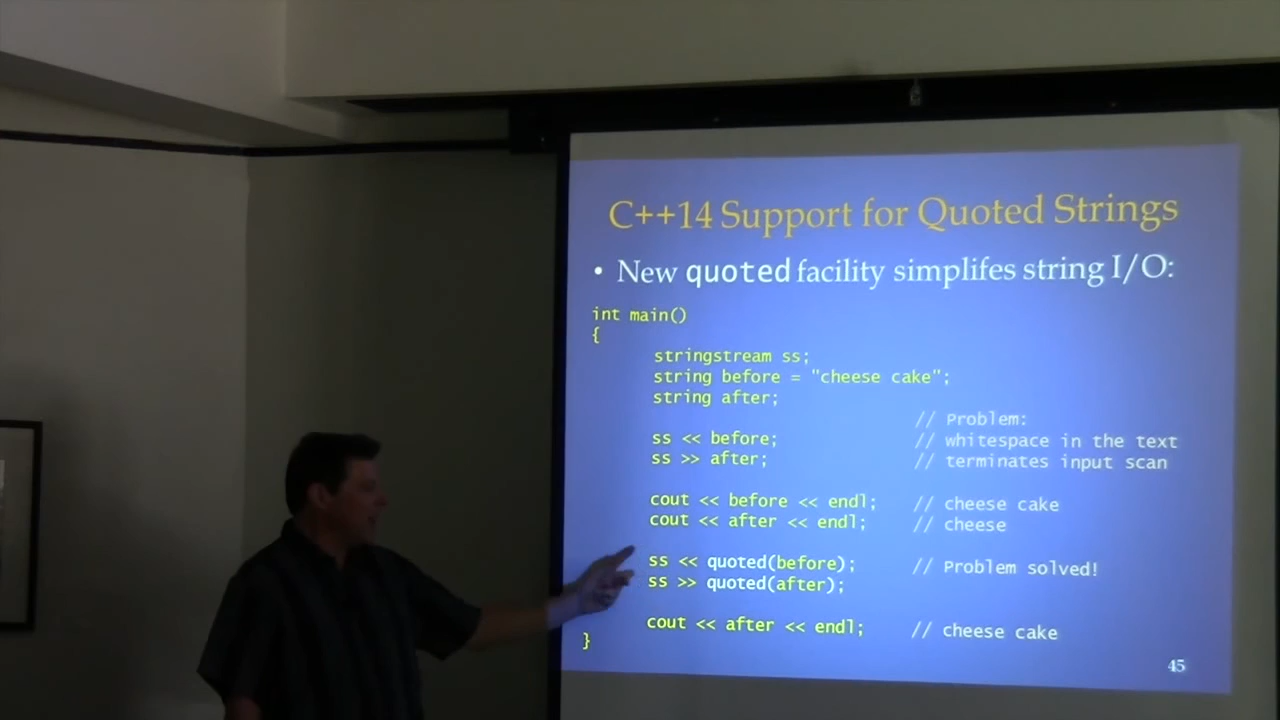 C++14 Support for Quoted Strings
• New quoted facility simplifes string I/O:
int main()
{
stringstream ss;
string before = "cheese cake";
string after;
// Problem:
ss << before; // whitespace in the text
ss >> after; // terminates input scan
cout << before << endl; // cheese cake
cout << after << endl; // cheese
ss << quoted(before); // Problem solved!
ss >> quoted(after);
cout << after << endl; // cheese cake
}
45